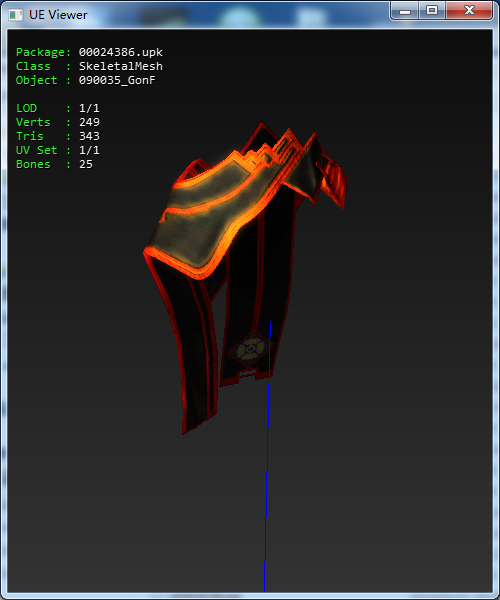 UE Viewer
Package: 00024386.upk
Class : SkeletalMesh
Object : 090035_GonF
LOD : 1/1
Verts : 249
Tris : 343
UV Set : 1/1
Bones : 25